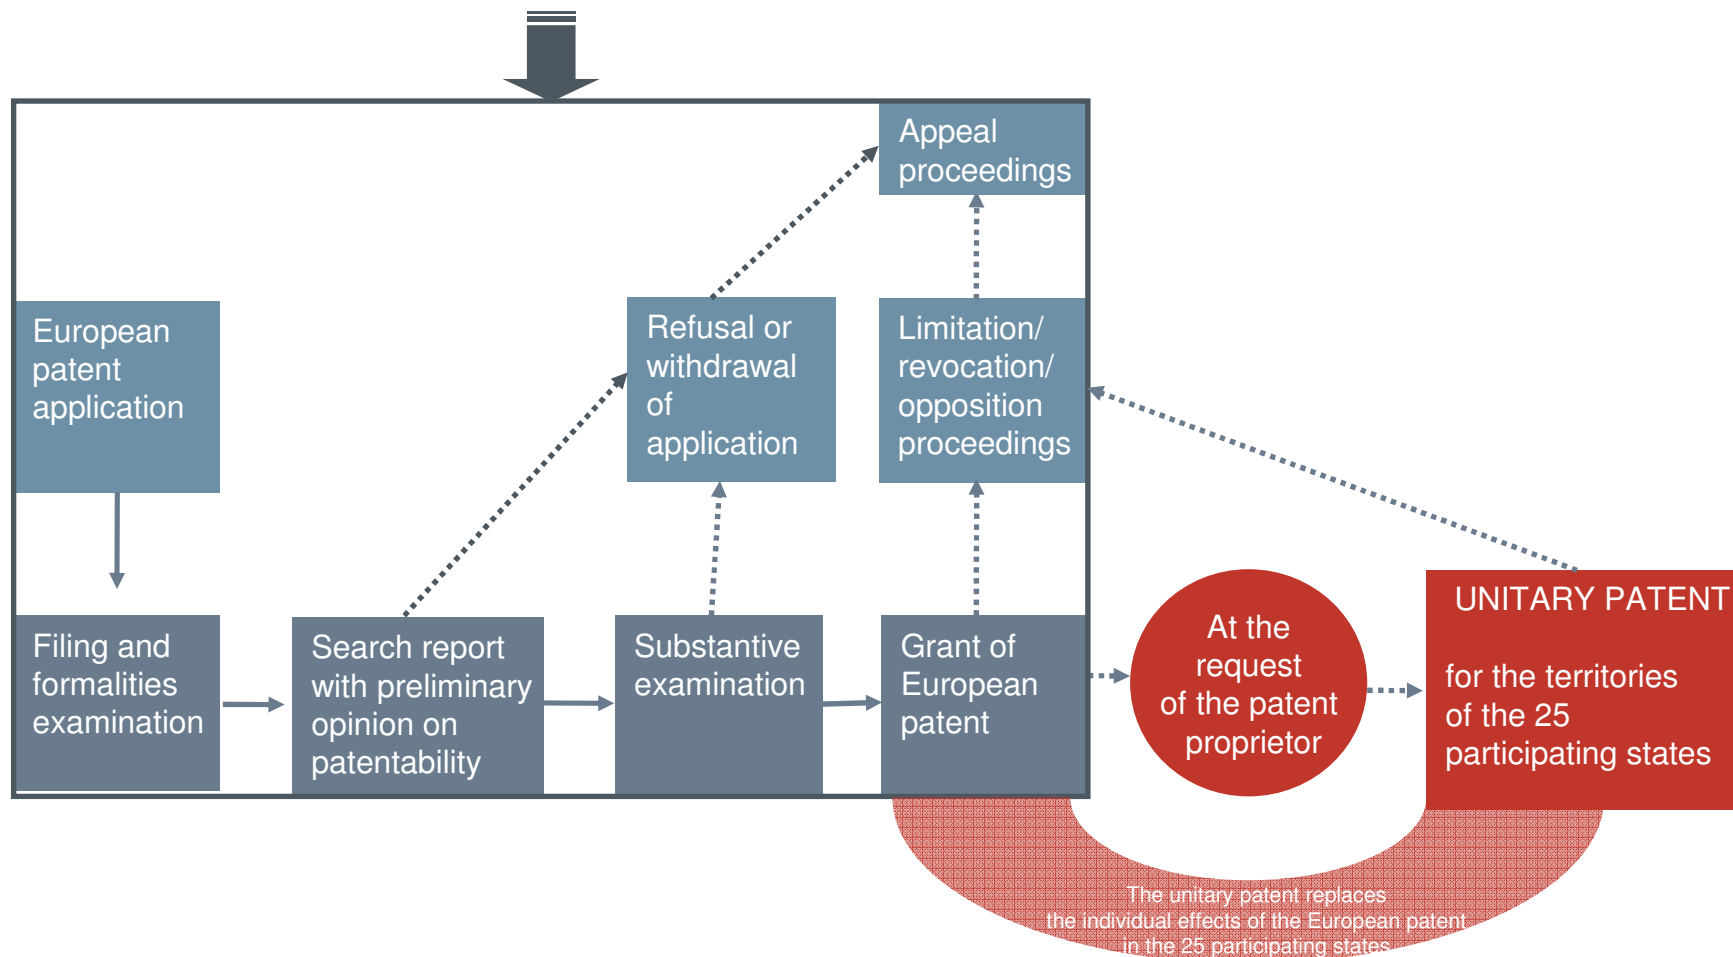 Appeal
proceedings
European
patent
application
Refusal or
withdrawal
of
application
Limitation/
revocation/
opposition
proceedings
Filing and
formalities
examination
Search report
with preliminary
opinion on
patentability
Substantive
examination
Grant of
European
patent
At the
request
of the patent
proprietor
UNITARY PATENT
for the territories
of the 25
participating states
The unitary patent replaces
the individual effects of the European patent
in the 25 participating states